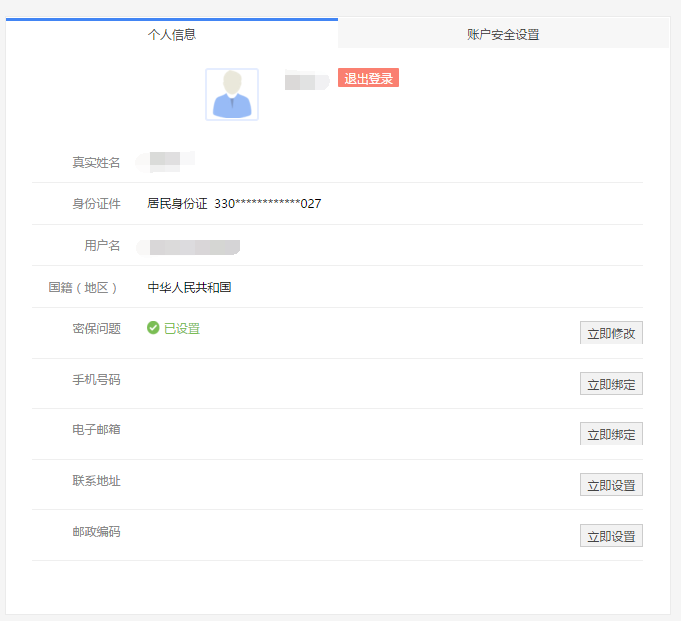 个人信息 账户安全设置
退出登录
真实姓名
身份证件 居民身份证 330************027
用户名
国籍（地区） 中华人民共和国
密保问题 已设置 立即修改
手机号码 立即绑定
电子邮箱 立即绑定
联系地址 立即设置
邮政编码 立即设置